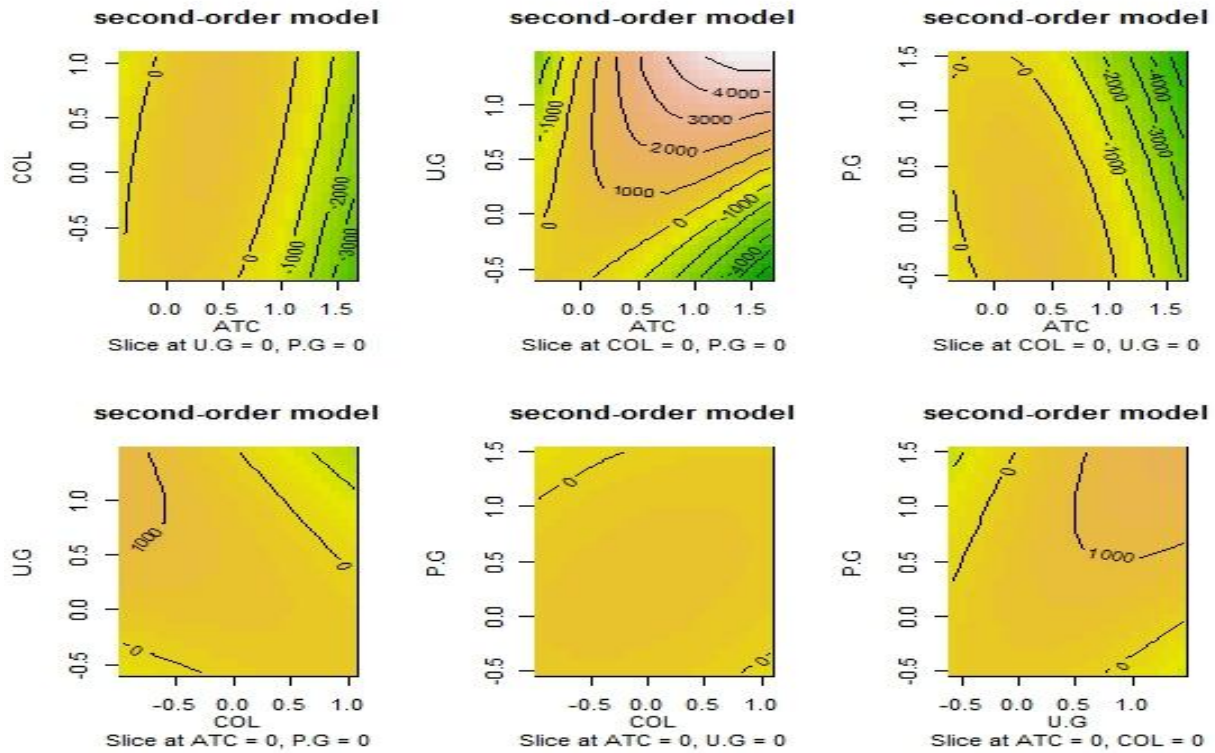 second-order model
second-order model
second-order model
COL
1.0
0.5
0.0
-0.5
0
0
-1000
-2000
-3000
0.0 0.5 1.0 1.5
ATC
Slice at U.G = 0, P.G = 0
U.G
1.0
0.5
0.0
-0.5
-1000
0
4000
3000
2000
1000
0
-1000
-4000
0.0 0.5 1.0 1.5
ATC
Slice at COL = 0, P.G = 0
P.G
1.5
1.0
0.5
0.0
-0.5
0
0
0
-1000
-2000
-3000
-4000
0.0 0.5 1.0 1.5
ATC
Slice at COL = 0, U.G = 0
second-order model
second-order model
second-order model
U.G
1.0
0.5
0.0
-0.5
1000
0
0
-0.5 0.0 0.5 1.0
COL
Slice at ATC = 0, P.G = 0
P.G
1.5
1.0
0.5
0.0
-0.5
0
0
-0.5 0.0 0.5 1.0
COL
Slice at ATC = 0, U.G = 0
P.G
1.5
1.0
0.5
0.0
-0.5
0
1000
0
-0.5 0.0 0.5 1.0
U.G
Slice at ATC = 0, COL = 0